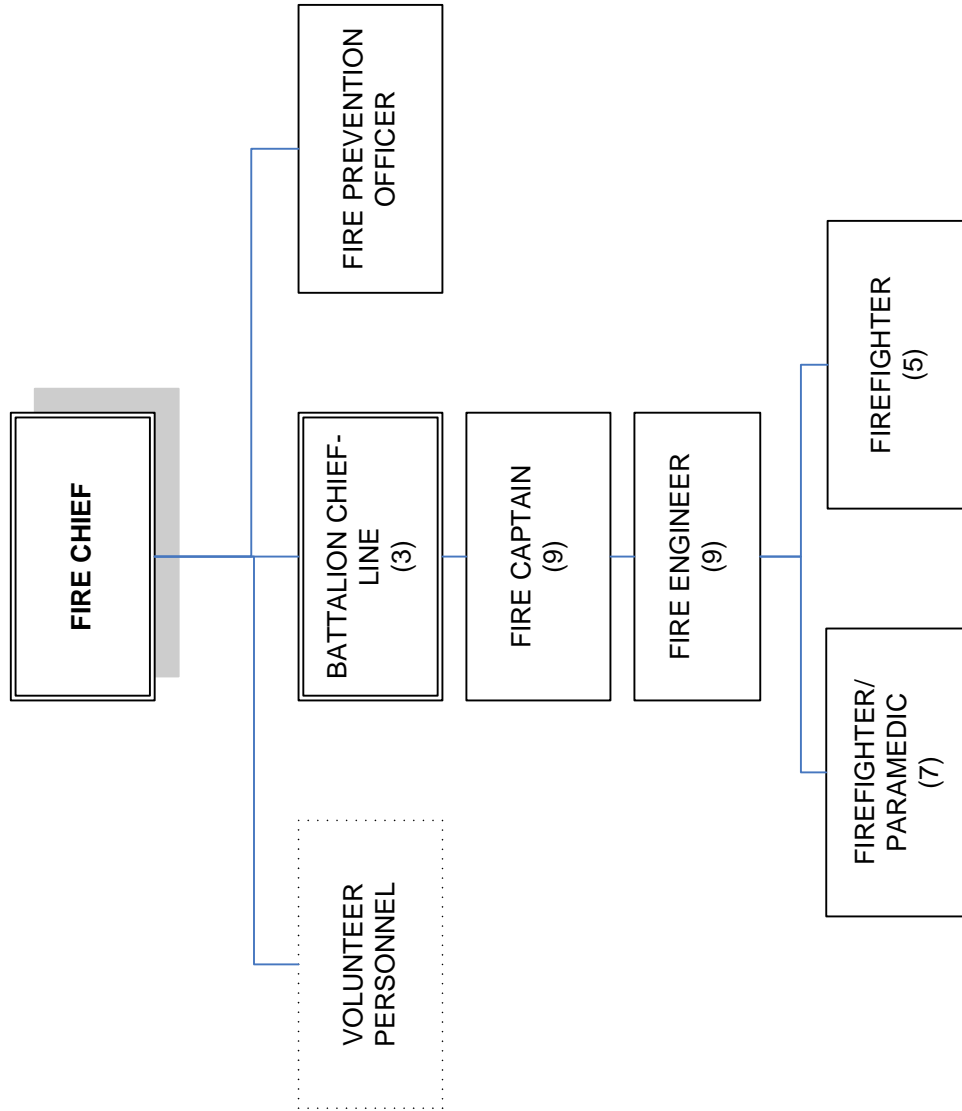 FIRE CHIEF
VOLUNTEER
PERSONNEL
BATTALION CHIEF-
LINE
(3)
FIRE PREVENTION
OFFICER
FIRE CAPTAIN
(9)
FIRE ENGINEER
(9)
FIREFIGHTER/
PARAMEDIC
(7)
FIREFIGHTER
(5)